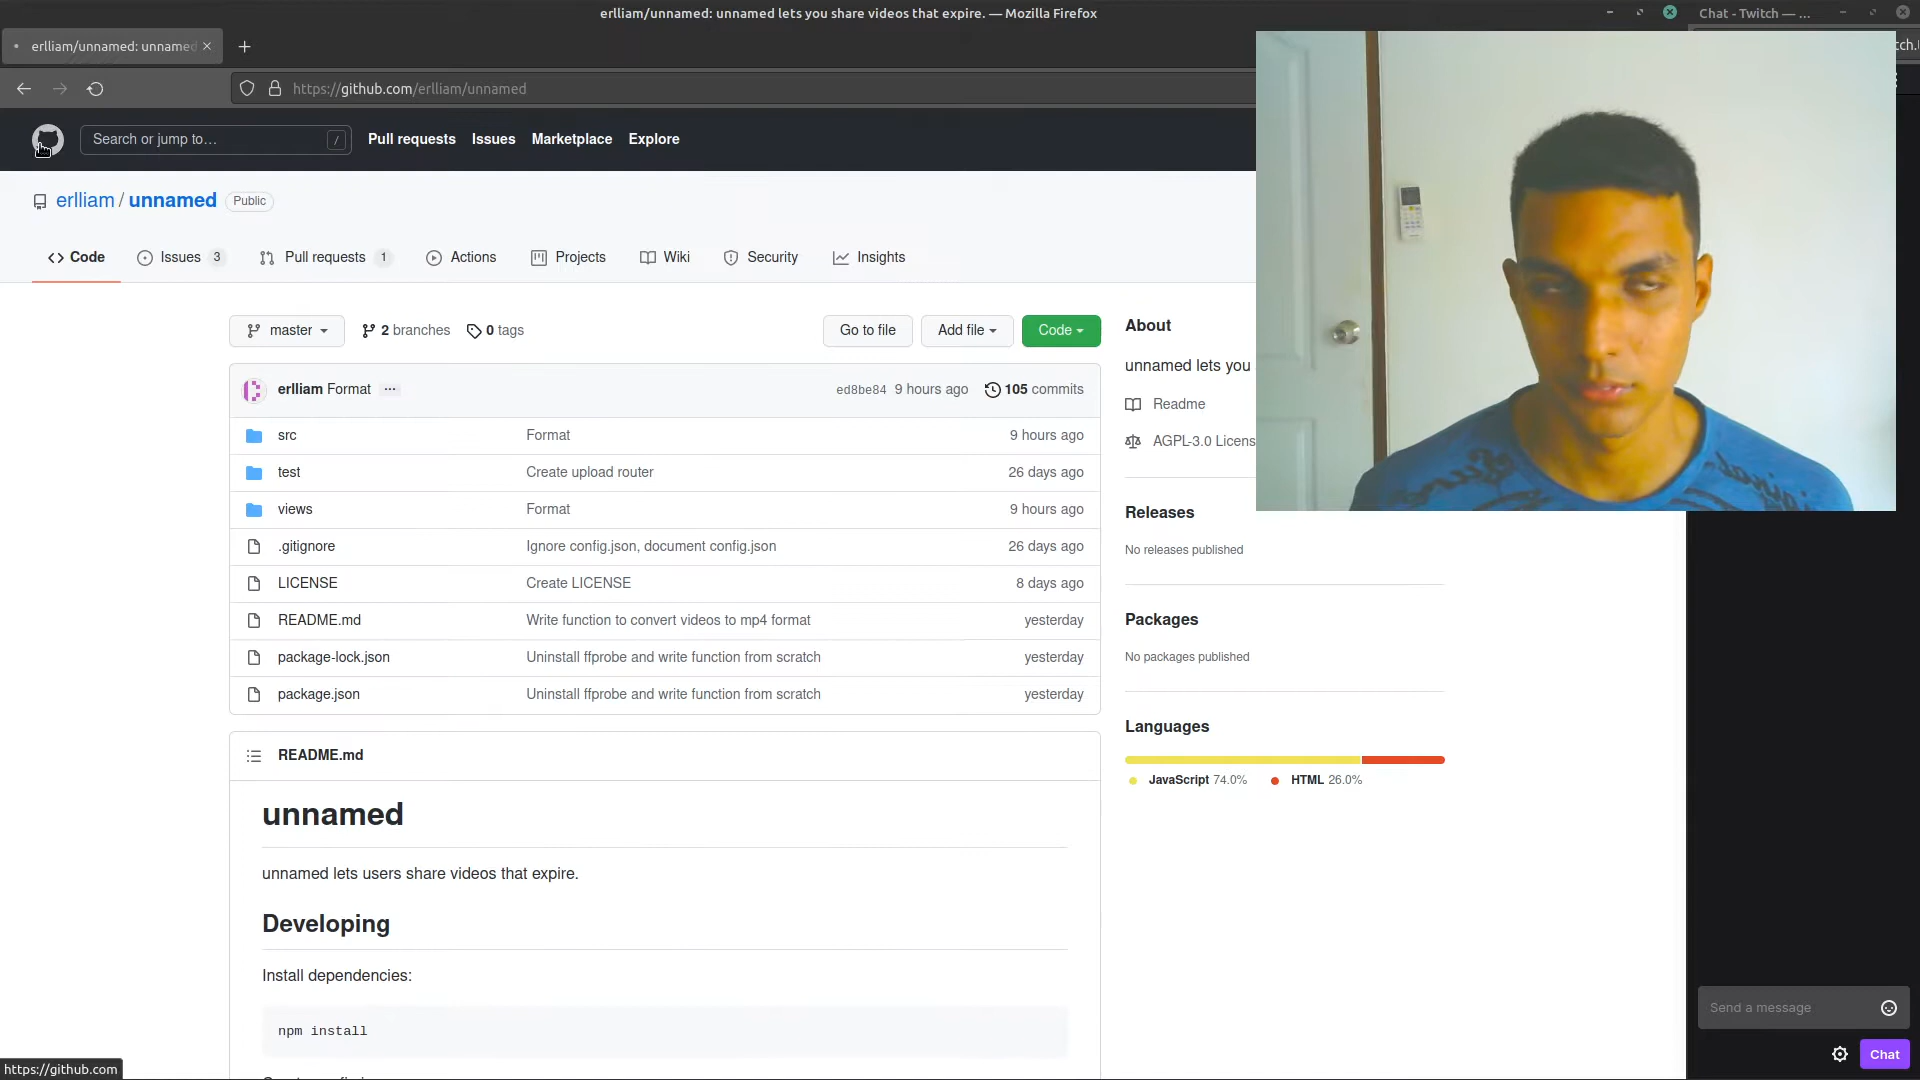 erlliam/unnamed: unnamed lets you share videos that expire. — Mozilla Firefox
Chat - Twitch — ...
erlliam/unnamed: unnamed
https://github.com/erlliam/unnamed
Search or jump to…
/
Pull requests
Issues
Marketplace
Explore
erlliam / unnamed
Public
Code
Issues 3
Pull requests 1
Actions
Projects
Wiki
Security
Insights
master
2 branches
0 tags
Go to file
Add file
Code
erlliam Format ...
ed8be84 9 hours ago
105 commits
src Format 9 hours ago
test Create upload router 26 days ago
views Format 9 hours ago
.gitignore Ignore config.json, document config.json 26 days ago
LICENSE Create LICENSE 8 days ago
README.md Write function to convert videos to mp4 format yesterday
package-lock.json Uninstall ffprobe and write function from scratch yesterday
package.json Uninstall ffprobe and write function from scratch yesterday
README.md
unnamed
unnamed lets users share videos that expire.
Developing
Install dependencies:
npm install
About
unnamed lets you
Readme
AGPL-3.0 Licens
Releases
No releases published
Packages
No packages published
Languages
JavaScript 74.0%
HTML 26.0%
Send a message
Chat
https://github.com